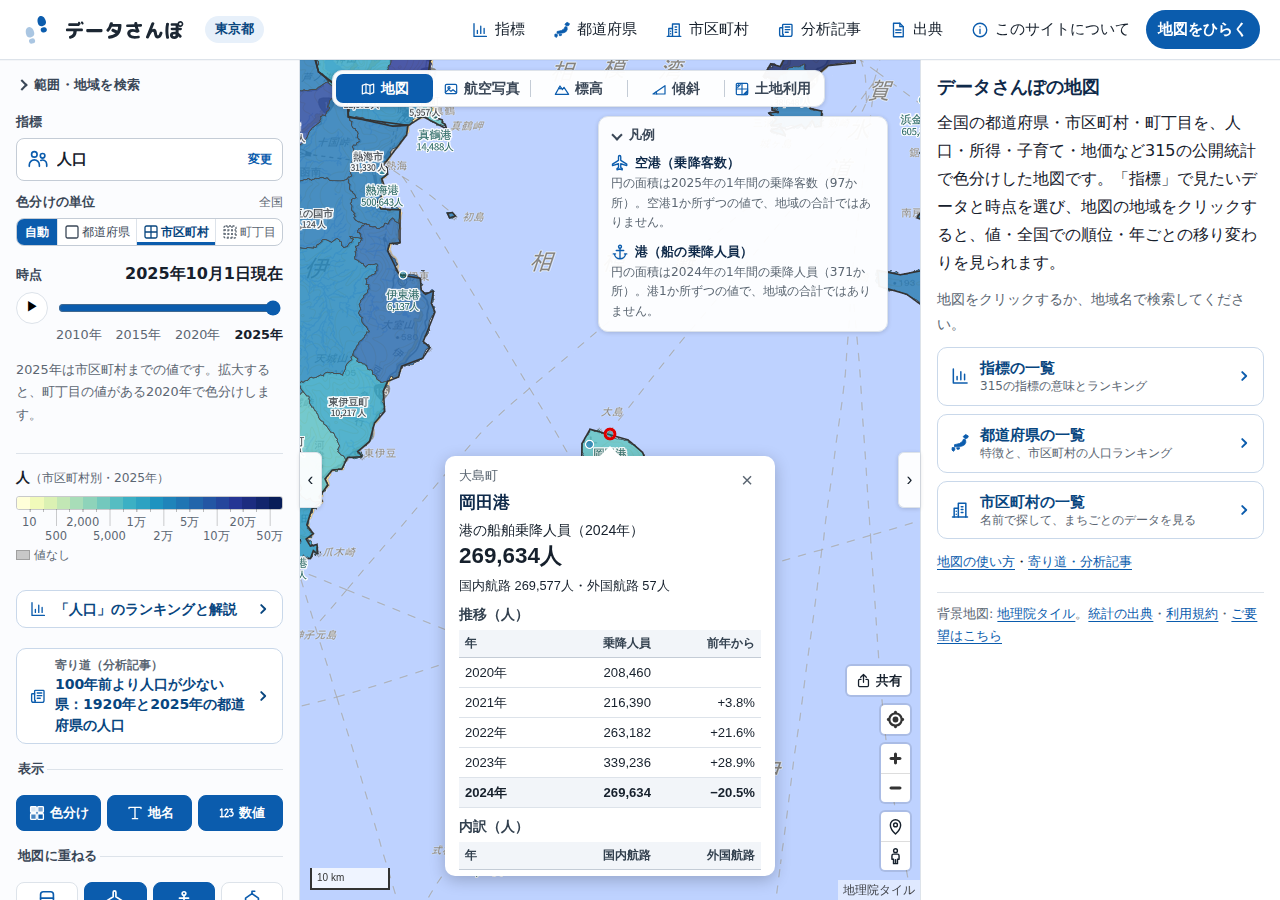 データさんぽ 東京都 指標 都道府県 市区町村 分析記事 出典 このサイトについて 地図をひらく
範囲・地域を検索
指標
人口 変更
色分けの単位 全国
自動 都道府県 市区町村 町丁目
時点 2025年10月1日現在
2010年 2015年 2020年 2025年
2025年は市区町村までの値です。拡大する
と、町丁目の値がある2020年で色分けしま
す。
人（市区町村別・2025年）
10 2,000 1万 5万 20万
500 5,000 2万 10万 50万
値なし
「人口」のランキングと解説
寄り道（分析記事）
100年前より人口が少ない
県：1920年と2025年の都道
府県の人口
表示
色分け 地名 数値
地図に重ねる
地図 航空写真 標高 傾斜 土地利用
凡例
空港（乗降客数）
円の面積は2025年の1年間の乗降客数（97か
所）。空港1か所ずつの値で、地域の合計ではあ
りません。
港（船の乗降人員）
円の面積は2024年の1年間の乗降人員（371か
所）。港1か所ずつの値で、地域の合計ではあり
ません。
賀
5,957人
真鶴岬
真鶴港
14,488人
熱海市
31,330人
熱海
熱海港
500,643人
初島
伊
相
伊東港
6,137人
大室山
天城山
東伊豆町
10,217人
東伊豆
大島
爪木崎
神子元島
大島町
岡田港
港の船舶乗降人員（2024年）
269,634人
国内航路 269,577人・外国航路 57人
推移（人）
年 乗降人員 前年から
2020年 208,460
2021年 216,390 +3.8%
2022年 263,182 +21.6%
2023年 339,236 +28.9%
2024年 269,634 −20.5%
内訳（人）
年 国内航路 外国航路
共有
10 km
地理院タイル
データさんぽの地図
全国の都道府県・市区町村・町丁目を、人
口・所得・子育て・地価など315の公開統計
で色分けした地図です。「指標」で見たいデ
ータと時点を選び、地図の地域をクリックす
ると、値・全国での順位・年ごとの移り変わ
りを見られます。
地図をクリックするか、地域名で検索してくださ
い。
指標の一覧
315の指標の意味とランキング
都道府県の一覧
特徴と、市区町村の人口ランキング
市区町村の一覧
名前で探して、まちごとのデータを見る
地図の使い方・寄り道・分析記事
背景地図: 地理院タイル。統計の出典・利用規約・ご要
望はこちら